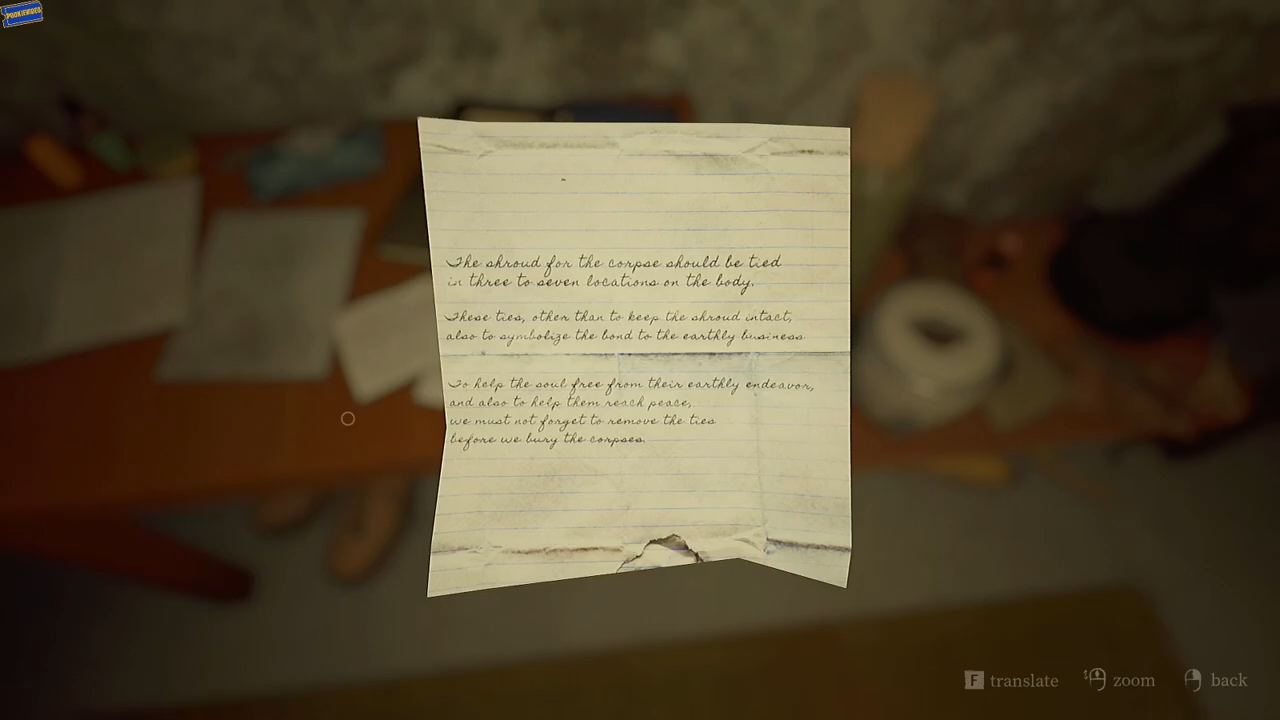 POOKIEVIDEO
The shroud for the corpse should be tied
in three to seven locations on the body.
These ties, other than to keep the shroud intact,
also to symbolize the bond to the earthly business
To help the soul free from their earthly endeavor,
and also to help them reach peace,
we must not forget to remove the ties
before we bury the corpses.
F translate zoom back